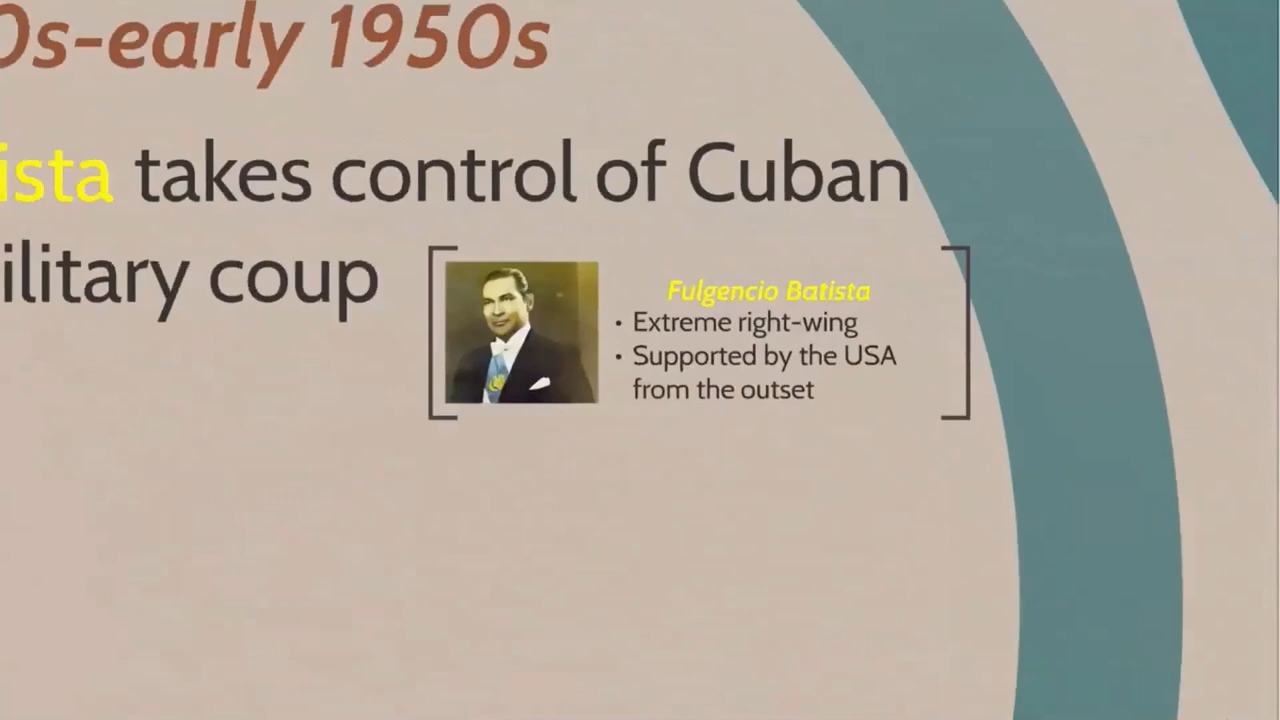 0s-early 1950s
ista takes control of Cuban
ilitary coup
Fulgencio Batista
• Extreme right-wing
• Supported by the USA
from the outset